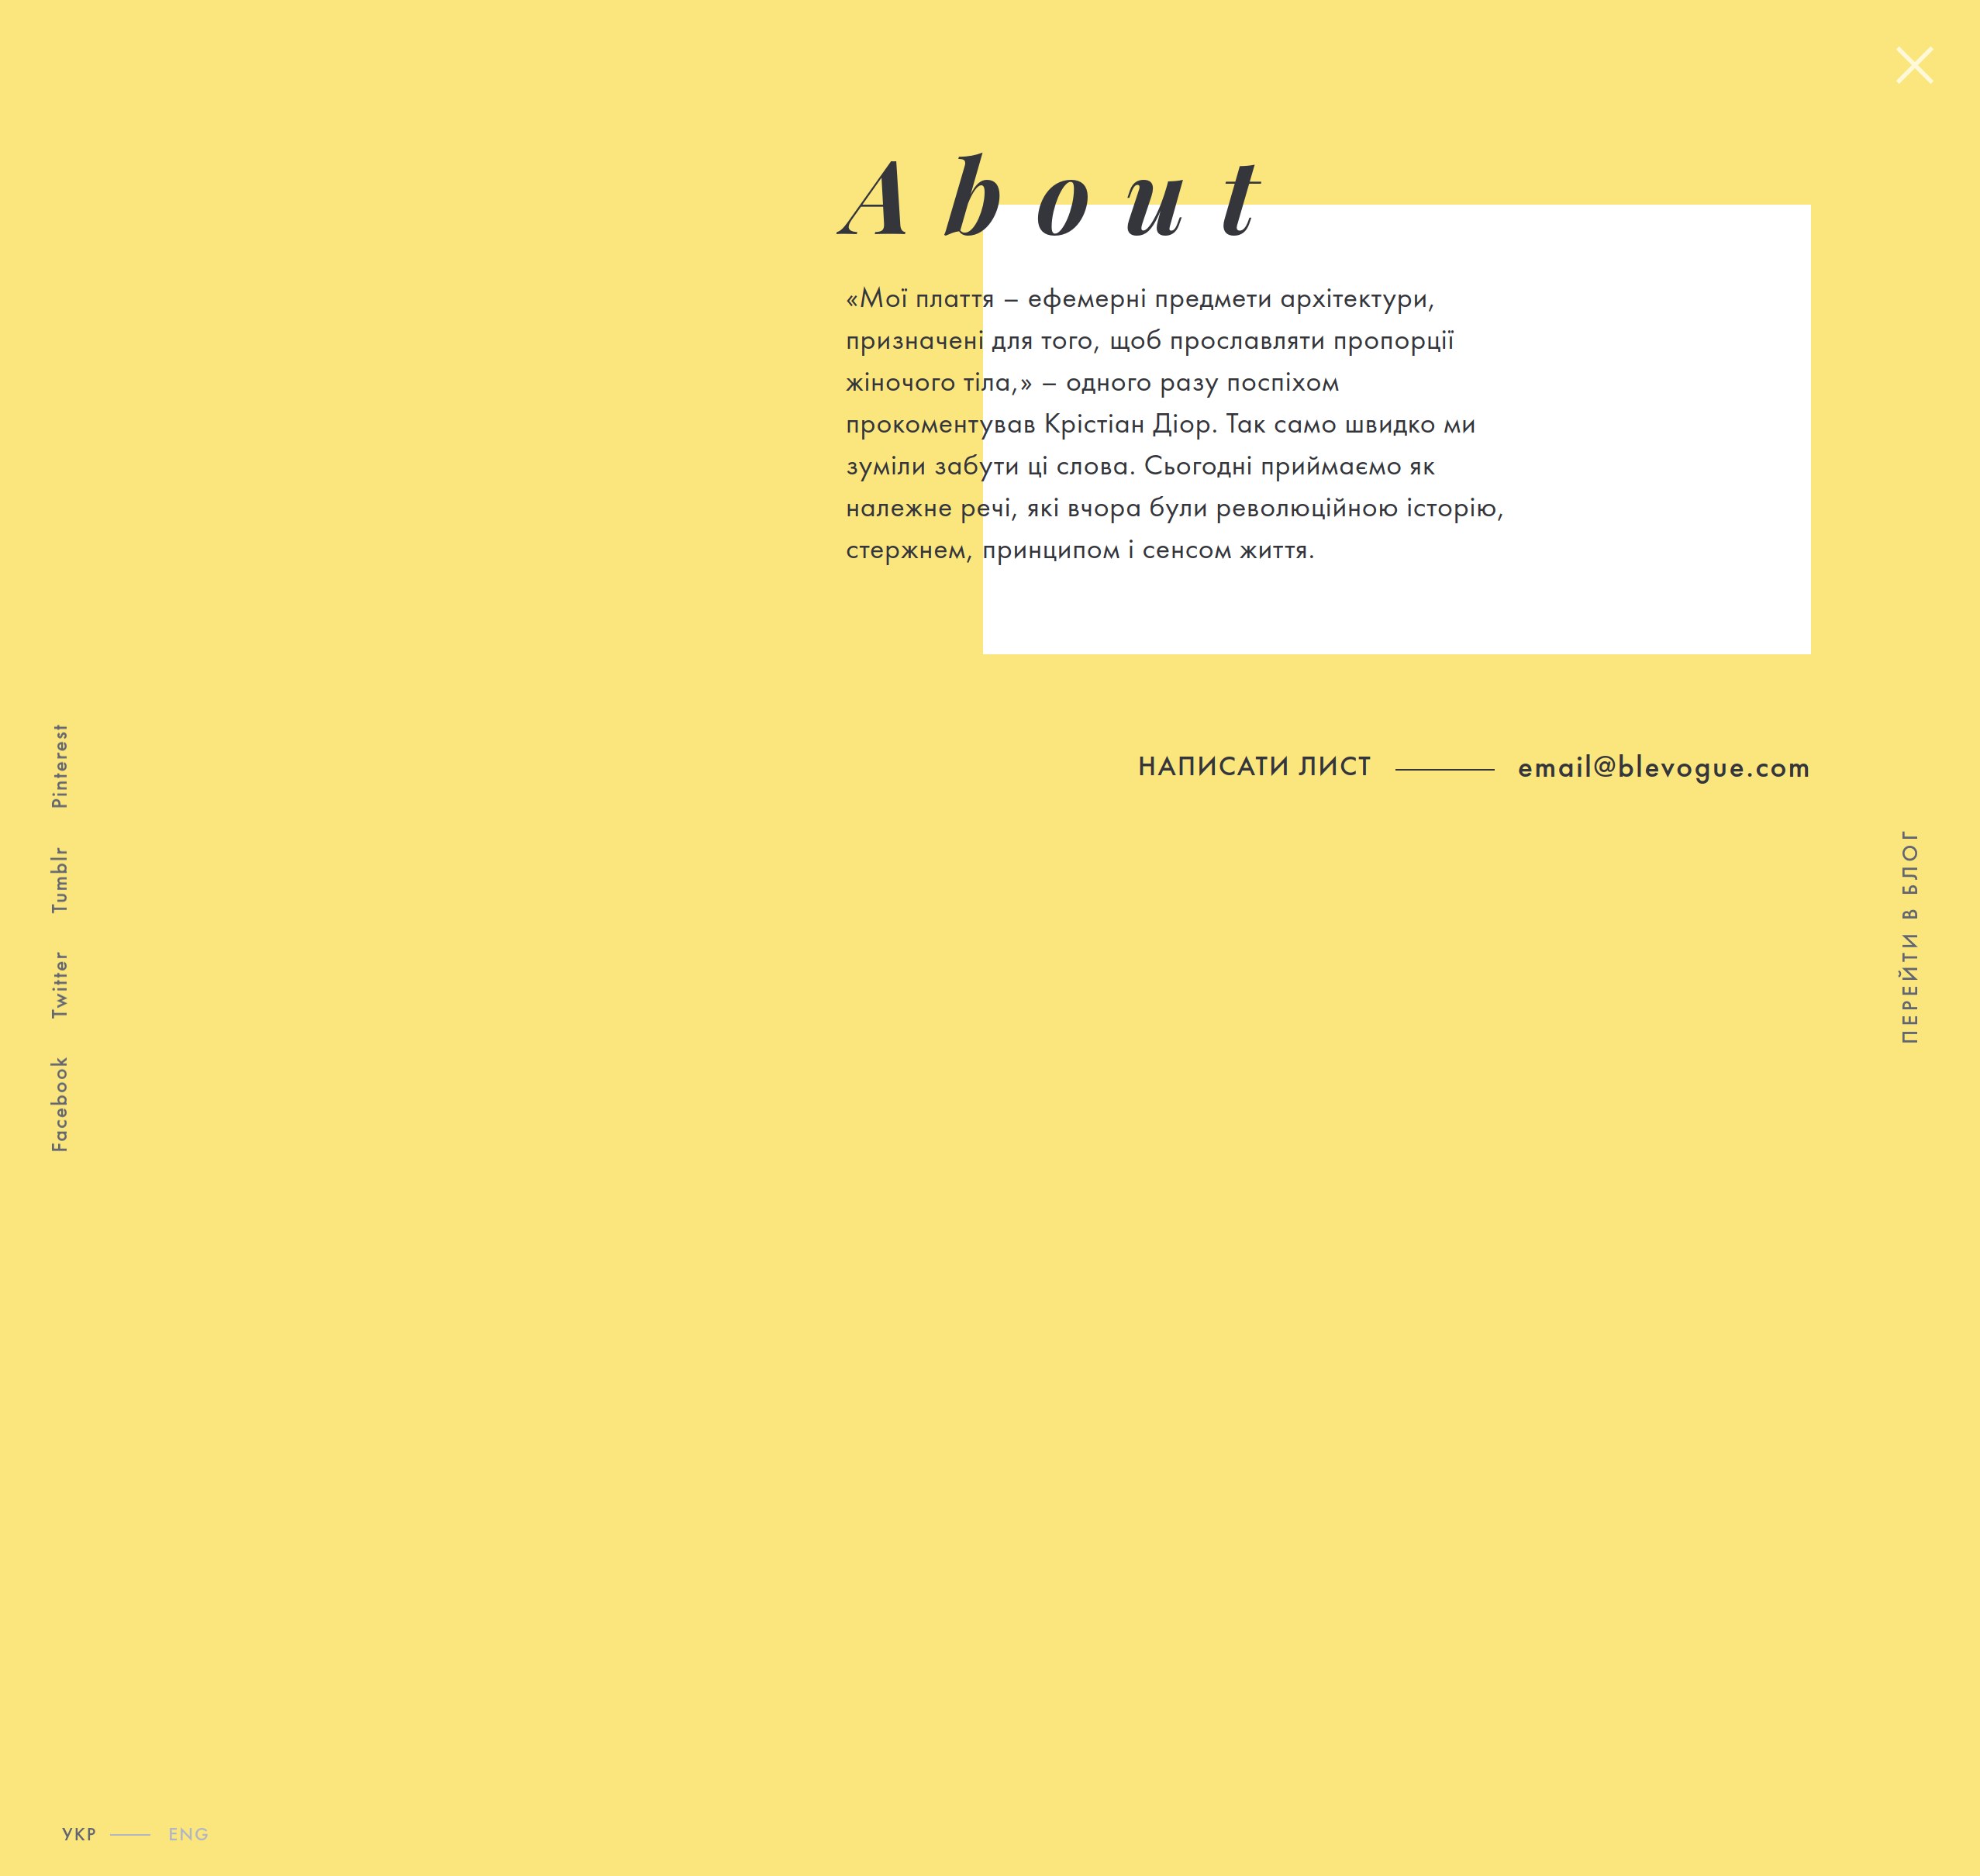 About
«Мої плаття – ефемерні предмети архітектури,
призначені для того, щоб прославляти пропорції
жіночого тіла,» – одного разу поспіхом
прокоментував Крістіан Діор. Так само швидко ми
зуміли забути ці слова. Сьогодні приймаємо як
належне речі, які вчора були революційною історію,
стержнем, принципом і сенсом життя.
НАПИСАТИ ЛИСТ email@blevogue.com
Pinterest
Tumblr
Twitter
Facebook
ПЕРЕЙТИ В БЛОГ
УКР ENG